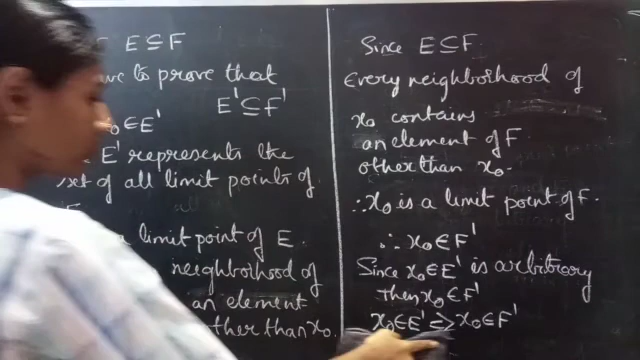 E ⊆ F
we to prove that
E' ⊆ F'
x₀ ∈ E'
E' represents the
set of all limit points of
a limit point of E.
neighborhood of
an element
other than x₀.
Since E ⊆ F
Every neighborhood of
x₀ contains
an element of F
other than x₀.
∴ x₀ is a limit point of F.
∴ x₀ ∈ F'
Since x₀ ∈ E' is arbitrary
then x₀ ∈ F'
x₀ ∈ E' => x₀ ∈ F'